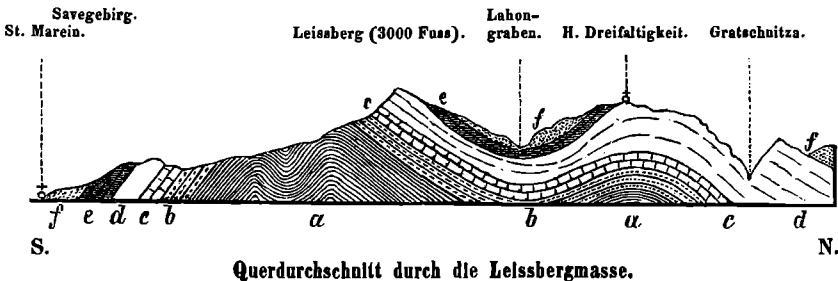 Savegebirg.
St. Marein.
Leissberg (3000 Fuss).
Lahon-
graben.
H. Dreifaltigkeit.
Gratschnitza.
c
e
f
f
f e d c b a b a c d
S.
N.
Querdurchschnitt durch die Leissbergmasse.